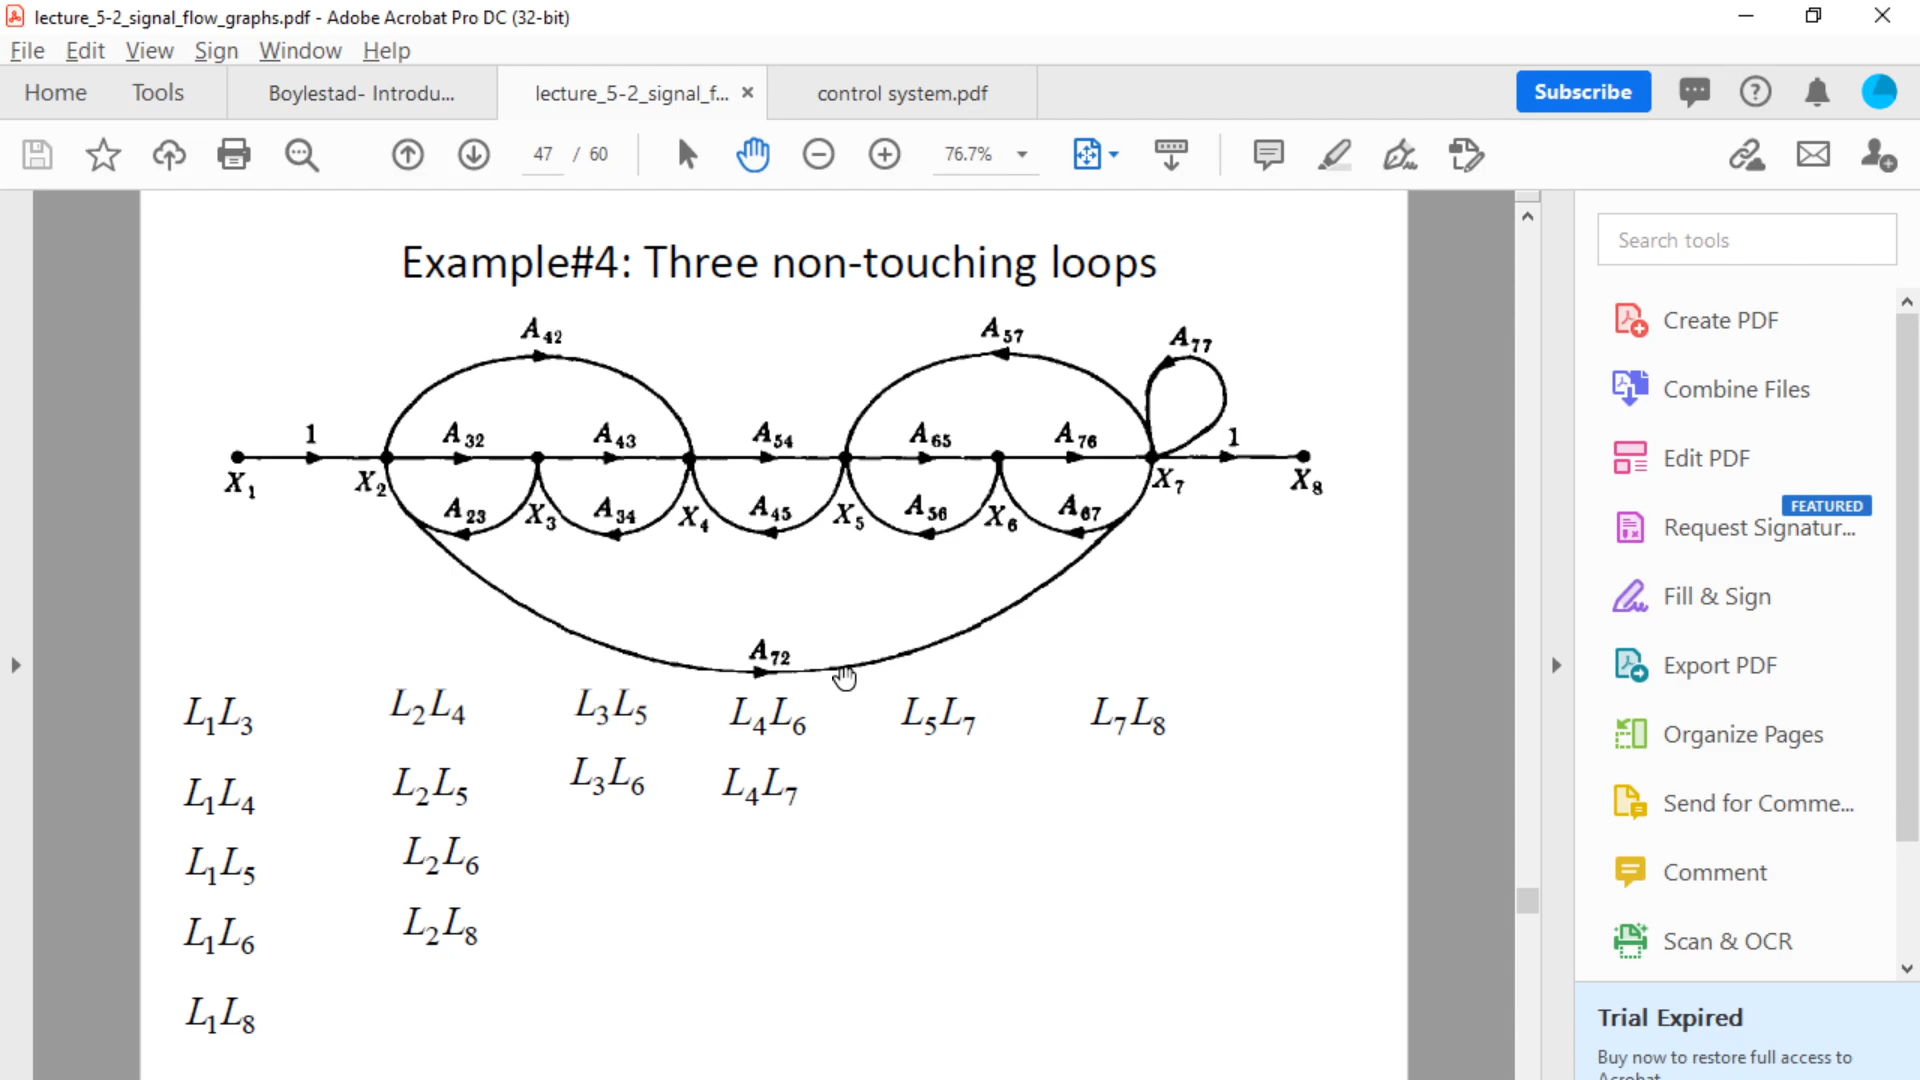 lecture_5-2_signal_flow_graphs.pdf - Adobe Acrobat Pro DC (32-bit)
File Edit View Sign Window Help
Home Tools Boylestad- Introdu... lecture_5-2_signal_f... × control system.pdf Subscribe
47 / 60 76.7%
Example#4: Three non-touching loops
A42 A57 A77
1 A32 A43 A54 A65 A76 1
X1 X2 X7 X8
A23 X3 A34 X4 A45 X5 A56 X6 A67
A72
L1L3 L2L4 L3L5 L4L6 L5L7 L7L8
L1L4 L2L5 L3L6 L4L7
L1L5 L2L6
L1L6 L2L8
L1L8
Search tools
Create PDF
Combine Files
Edit PDF
FEATURED
Request Signatur...
Fill & Sign
Export PDF
Organize Pages
Send for Comme...
Comment
Scan & OCR
Trial Expired
Buy now to restore full access to